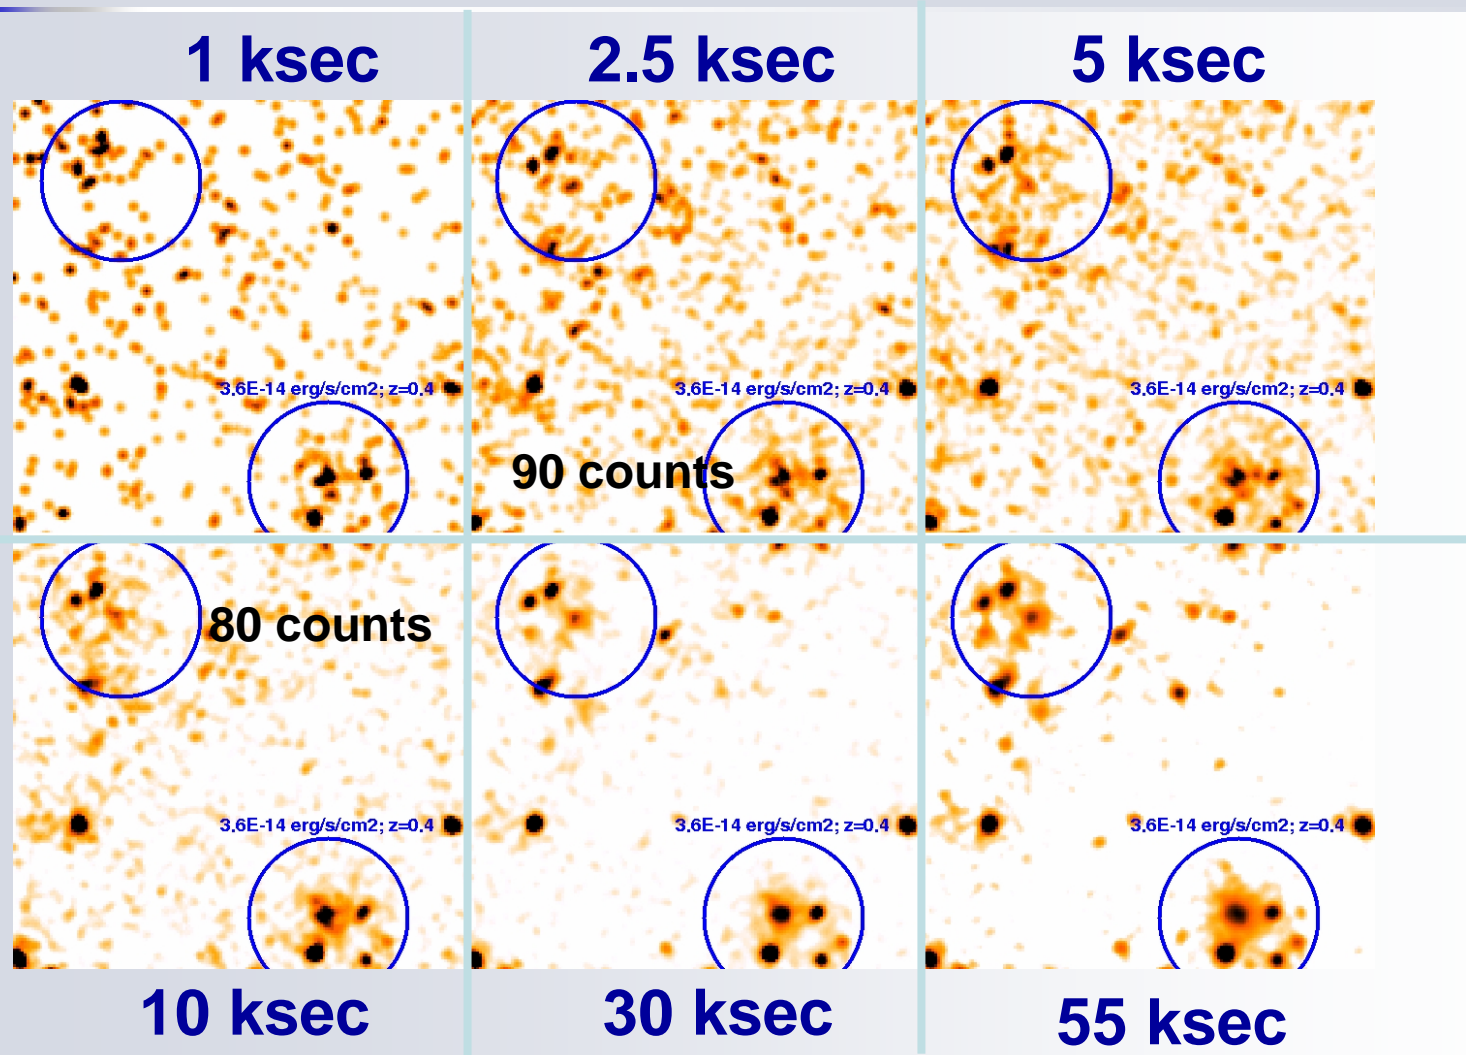 1 ksec
2.5 ksec
5 ksec
3.6E-14 erg/s/cm2; z=0.4
3.6E-14 erg/s/cm2; z=0.4
3.6E-14 erg/s/cm2; z=0.4
90 counts
80 counts
3.6E-14 erg/s/cm2; z=0.4
3.6E-14 erg/s/cm2; z=0.4
3.6E-14 erg/s/cm2; z=0.4
10 ksec
30 ksec
55 ksec